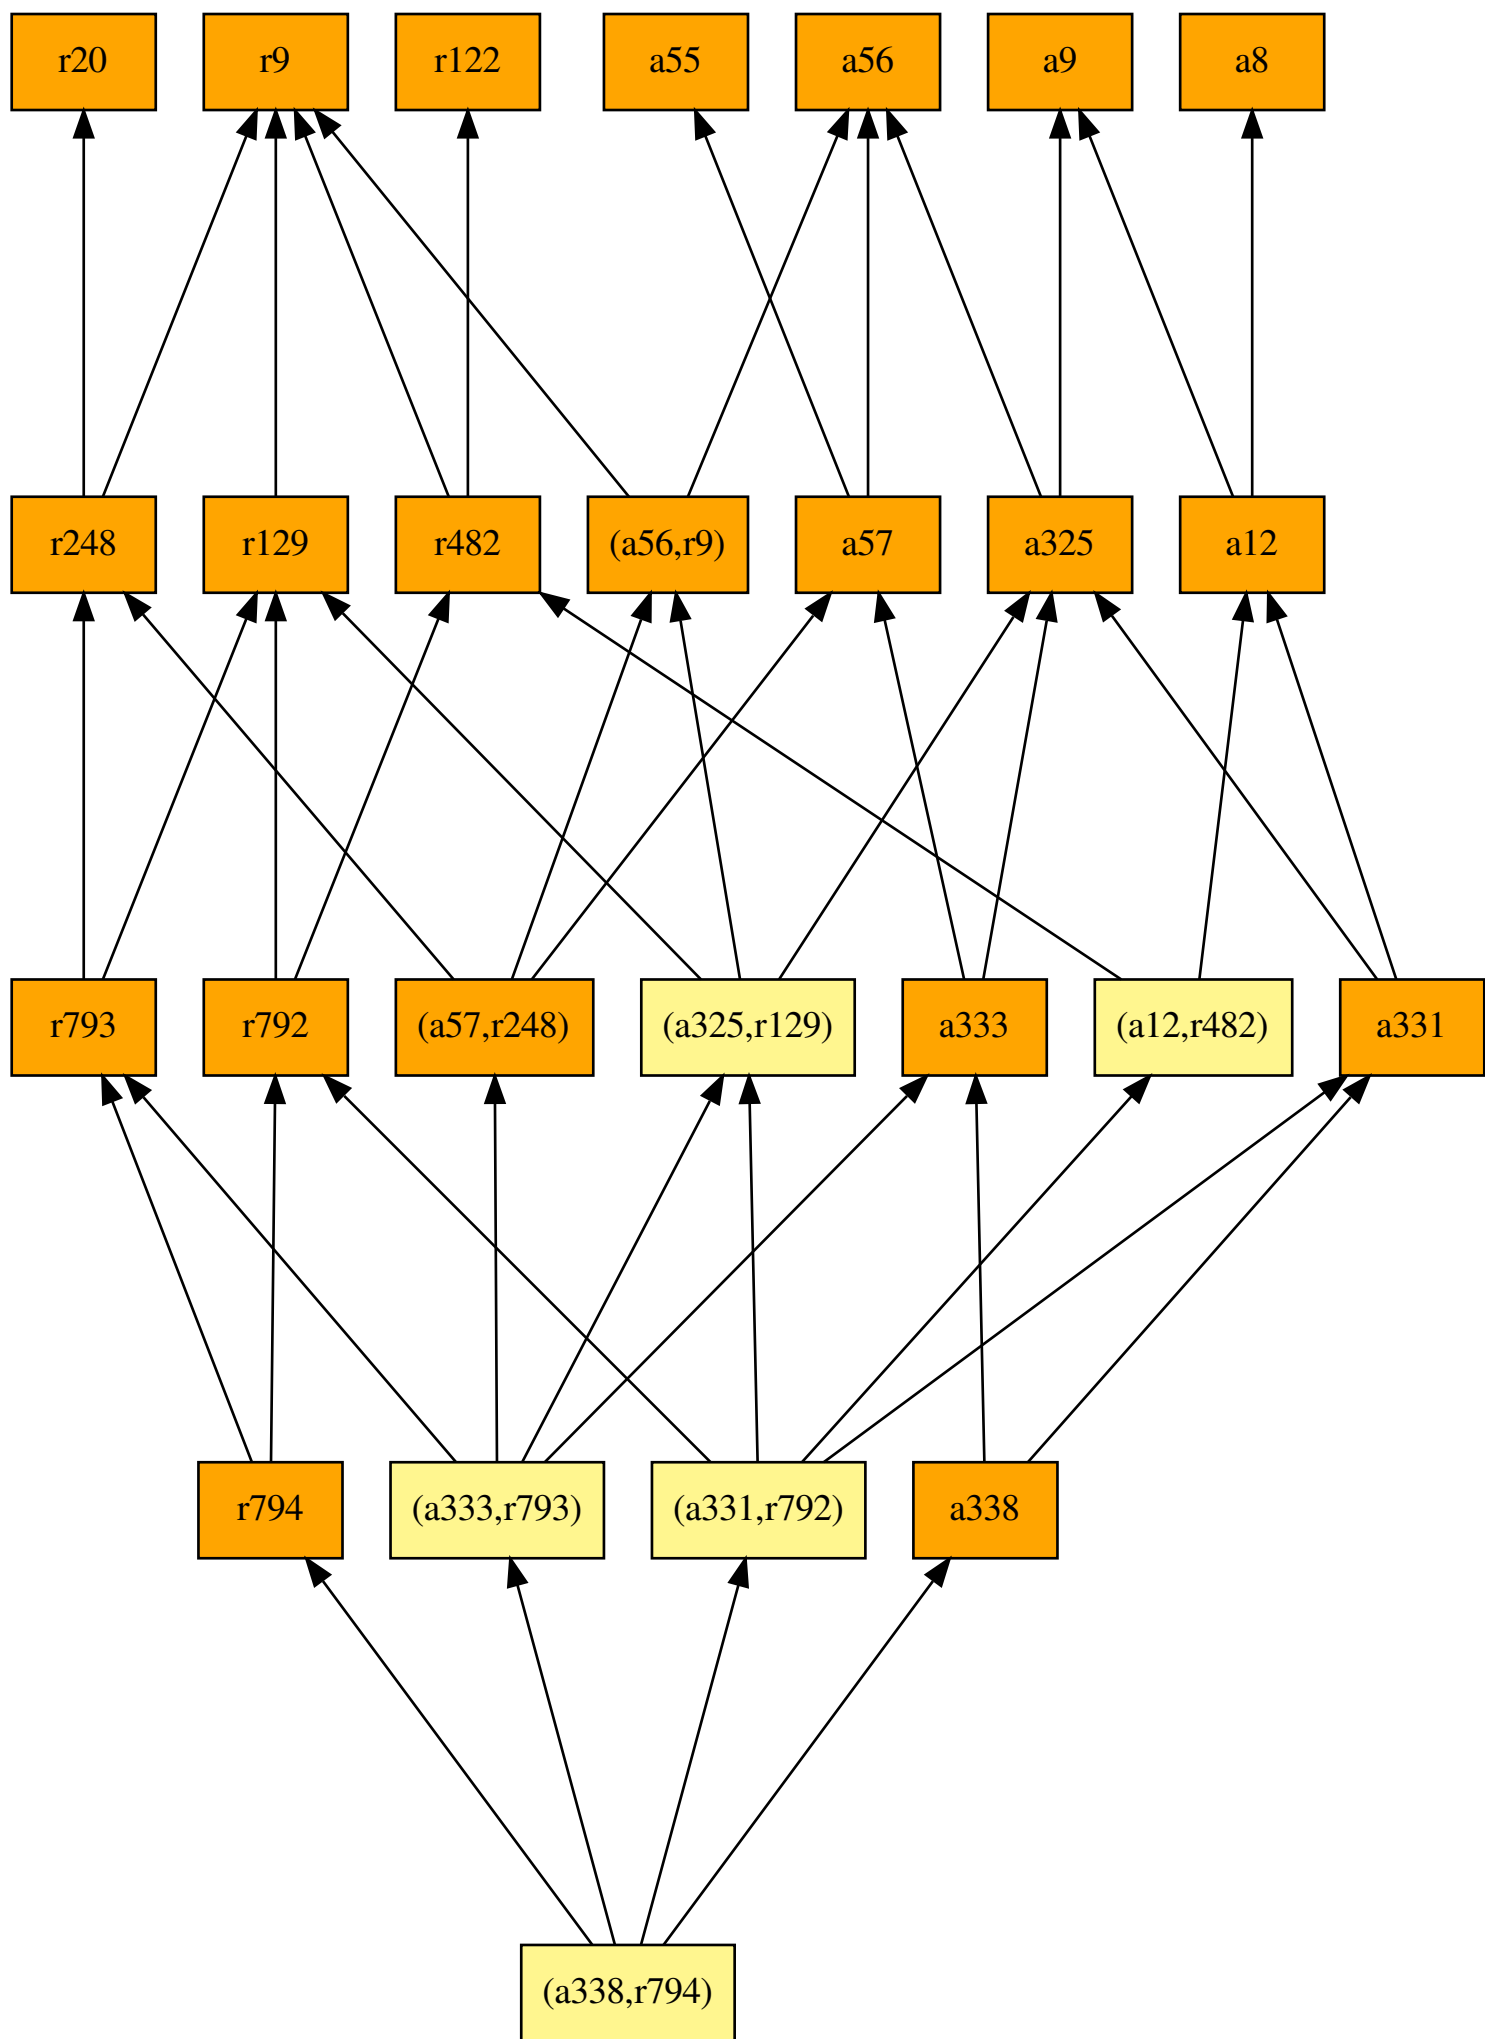 r20 r9 r122 a55 a56 a9 a8
r248 r129 r482 (a56,r9) a57 a325 a12
r793 r792 (a57,r248) (a325,r129) a333 (a12,r482) a331
r794 (a333,r793) (a331,r792) a338
(a338,r794)